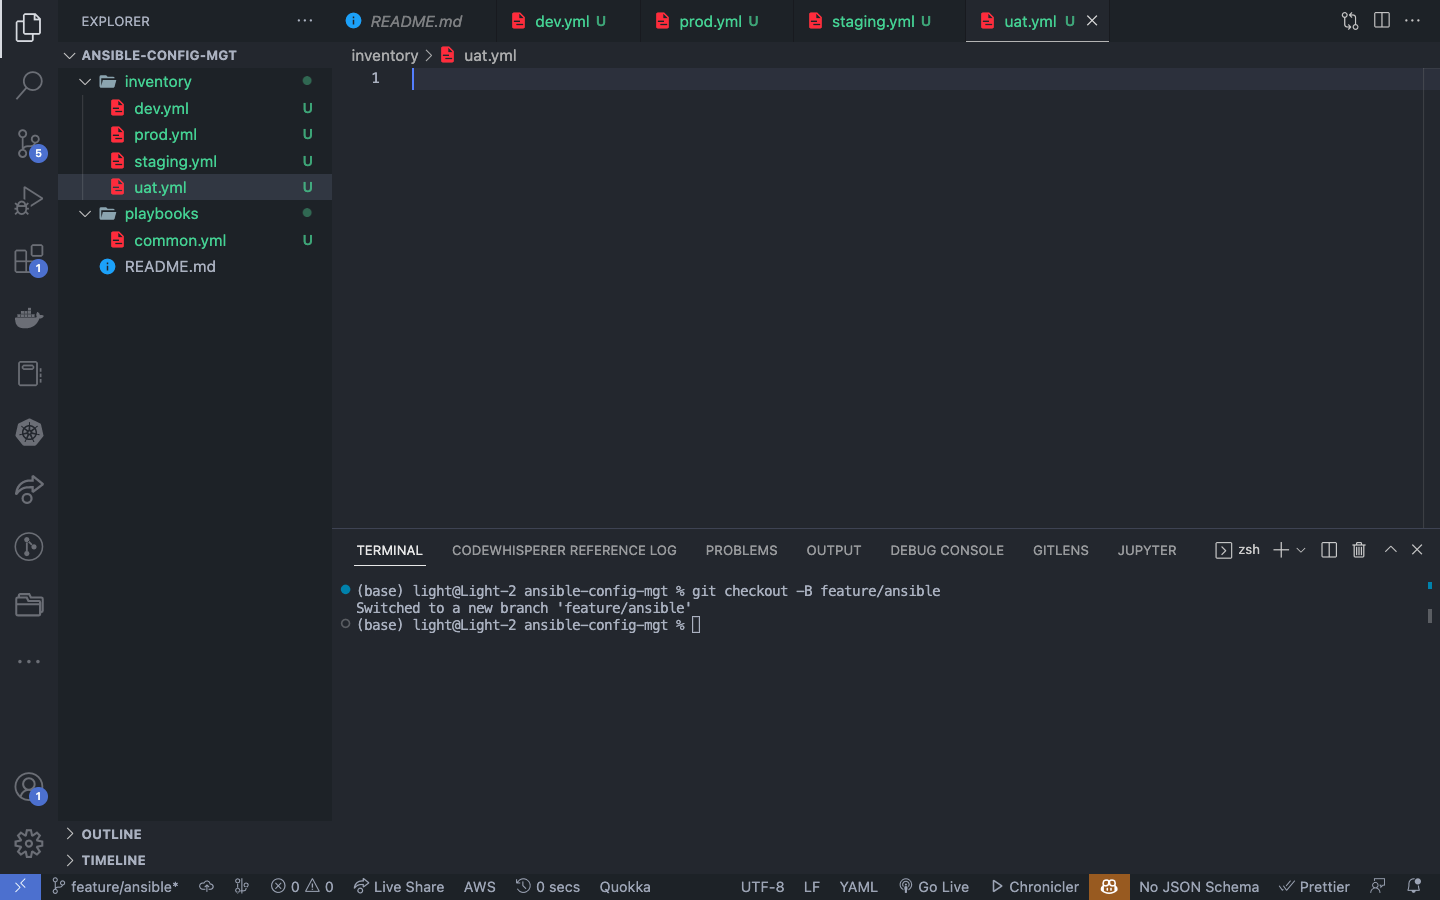 EXPLORER
README.md
dev.yml U
prod.yml U
staging.yml U
uat.yml U
ANSIBLE-CONFIG-MGT
inventory
dev.yml U
prod.yml U
staging.yml U
uat.yml U
playbooks
common.yml U
README.md
inventory > uat.yml
1
5
1
1
TERMINAL
CODEWHISPERER REFERENCE LOG
PROBLEMS
OUTPUT
DEBUG CONSOLE
GITLENS
JUPYTER
zsh
(base) light@Light-2 ansible-config-mgt % git checkout -B feature/ansible
Switched to a new branch 'feature/ansible'
(base) light@Light-2 ansible-config-mgt %
OUTLINE
TIMELINE
feature/ansible*
0 0
Live Share
AWS
0 secs
Quokka
UTF-8
LF
YAML
Go Live
Chronicler
No JSON Schema
Prettier